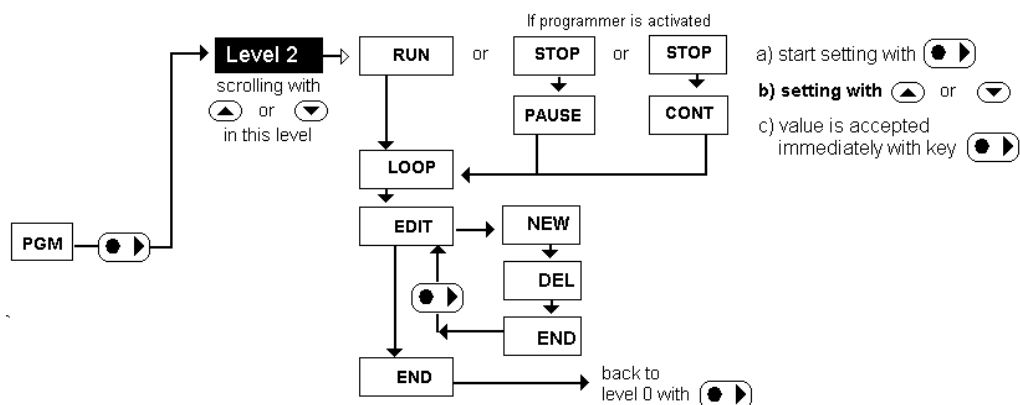 If programmer is activated
Level 2
RUN
or
STOP
or
STOP
a) start setting with
scrolling with
or
in this level
PAUSE
CONT
b) setting with or
c) value is accepted
immediately with key
LOOP
EDIT
NEW
PGM
DEL
END
END
back to
level 0 with